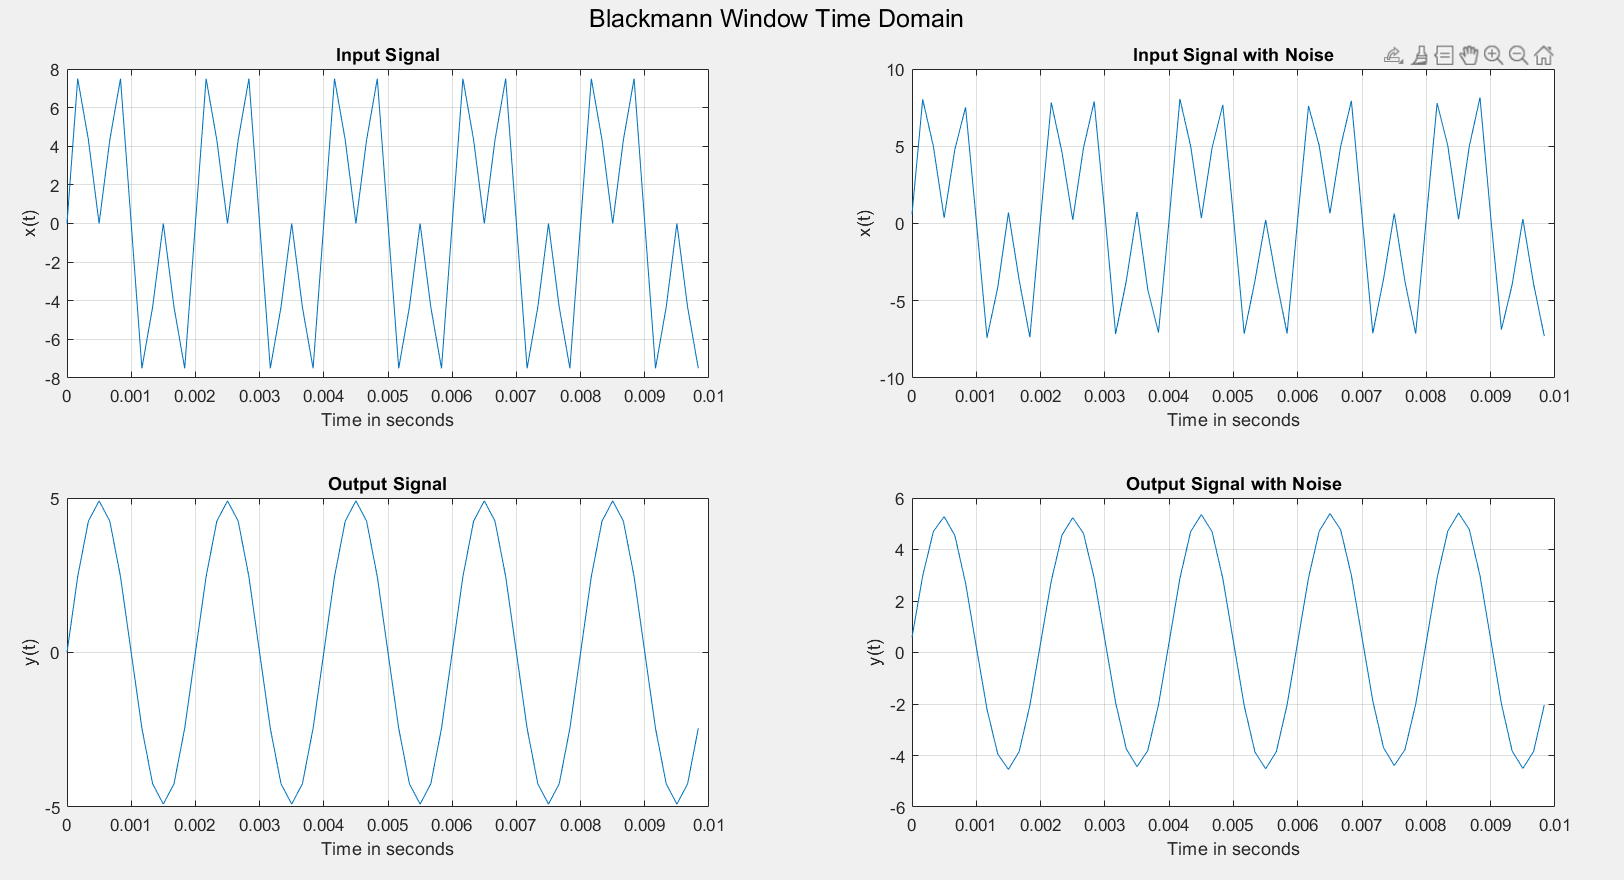 Blackmann Window Time Domain
Input Signal
8
6
4
2
0
-2
-4
-6
-8
x(t)
0 0.001 0.002 0.003 0.004 0.005 0.006 0.007 0.008 0.009 0.01
Time in seconds
Input Signal with Noise
10
5
0
-5
-10
x(t)
0 0.001 0.002 0.003 0.004 0.005 0.006 0.007 0.008 0.009 0.01
Time in seconds
Output Signal
5
0
-5
y(t)
0 0.001 0.002 0.003 0.004 0.005 0.006 0.007 0.008 0.009 0.01
Time in seconds
Output Signal with Noise
6
4
2
0
-2
-4
-6
y(t)
0 0.001 0.002 0.003 0.004 0.005 0.006 0.007 0.008 0.009 0.01
Time in seconds